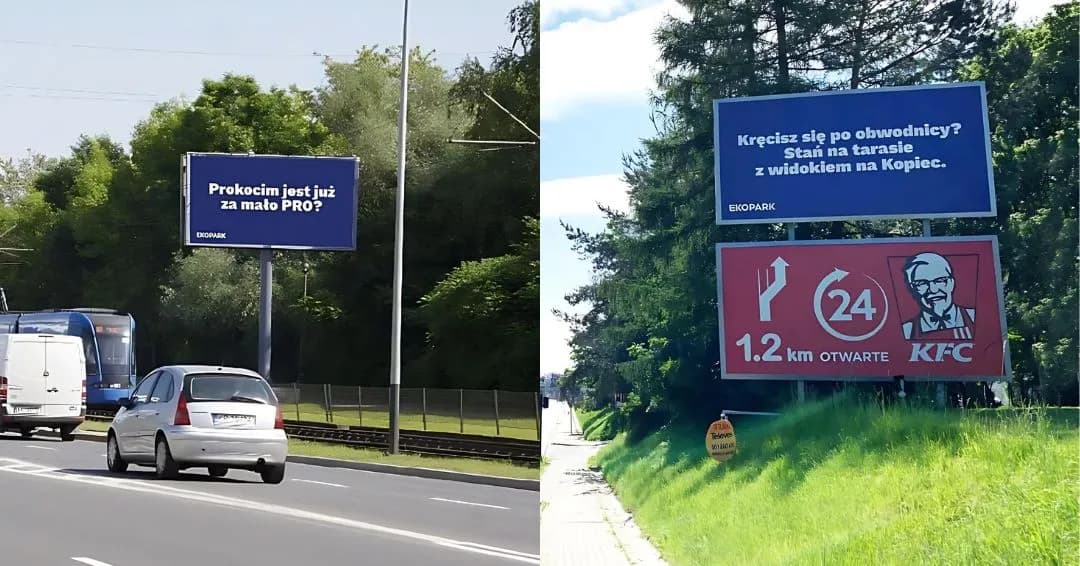 Prokocim jest już
za mało PRO?
EKOPARK
Kręcisz się po obwodnicy?
Stań na tarasie
z widokiem na Kopiec.
EKOPARK
24
1.2 km OTWARTE
KFC
Televes